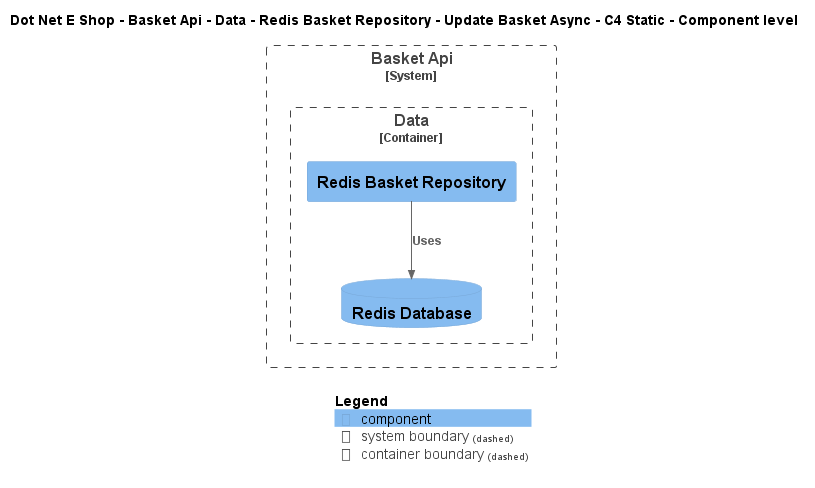 Dot Net E Shop - Basket Api - Data - Redis Basket Repository - Update Basket Async - C4 Static - Component level
Basket Api
[System]
Data
[Container]
Redis Basket Repository
Uses
Redis Database
Legend
component
system boundary (dashed)
container boundary (dashed)